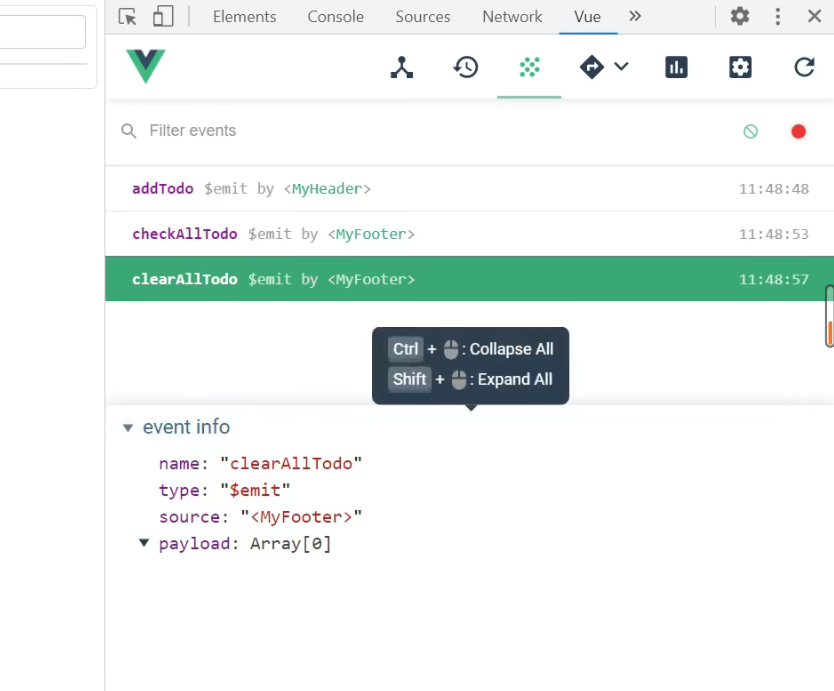 Elements Console Sources Network Vue
Filter events
addTodo $emit by <MyHeader> 11:48:48
checkAllTodo $emit by <MyFooter> 11:48:53
clearAllTodo $emit by <MyFooter> 11:48:57
Ctrl + : Collapse All
Shift + : Expand All
event info
name: "clearAllTodo"
type: "$emit"
source: "<MyFooter>"
payload: Array[0]